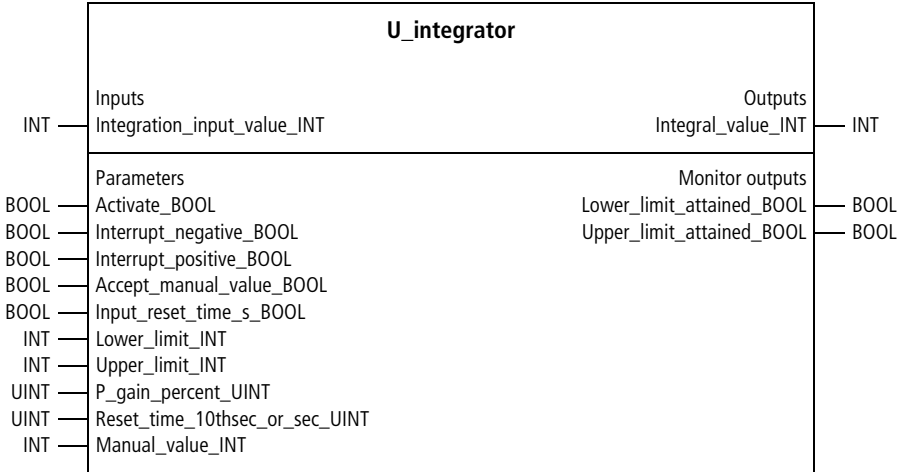 U_integrator
Inputs Outputs
INT Integration_input_value_INT Integral_value_INT INT
Parameters Monitor outputs
BOOL Activate_BOOL Lower_limit_attained_BOOL BOOL
BOOL Interrupt_negative_BOOL Upper_limit_attained_BOOL BOOL
BOOL Interrupt_positive_BOOL
BOOL Accept_manual_value_BOOL
BOOL Input_reset_time_s_BOOL
INT Lower_limit_INT
INT Upper_limit_INT
UINT P_gain_percent_UINT
UINT Reset_time_10thsec_or_sec_UINT
INT Manual_value_INT